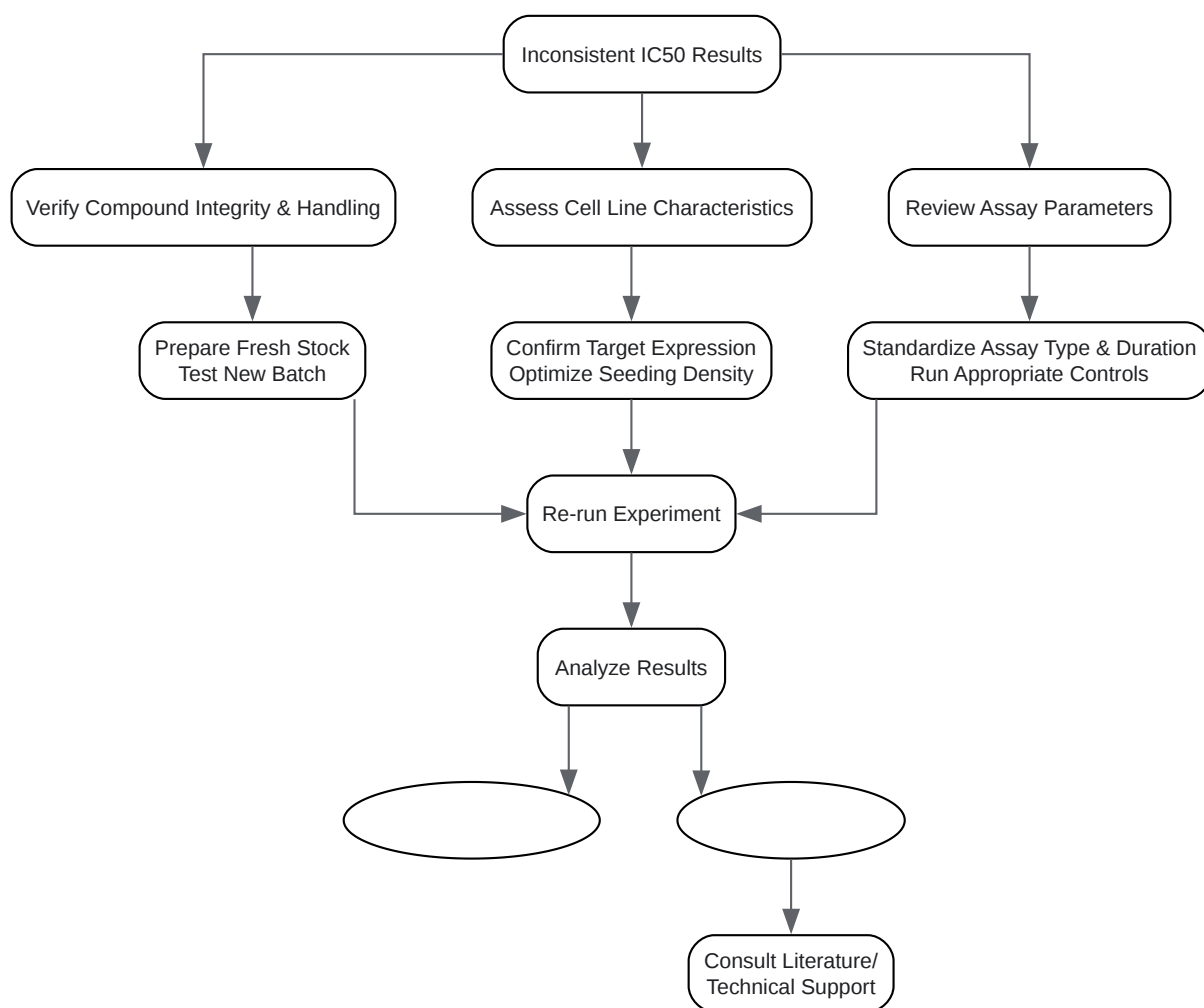 Inconsistent IC50 Results
Verify Compound Integrity & Handling
Assess Cell Line Characteristics
Review Assay Parameters
Prepare Fresh Stock
Test New Batch
Confirm Target Expression
Optimize Seeding Density
Standardize Assay Type & Duration
Run Appropriate Controls
Re-run Experiment
Analyze Results
Consult Literature/
Technical Support